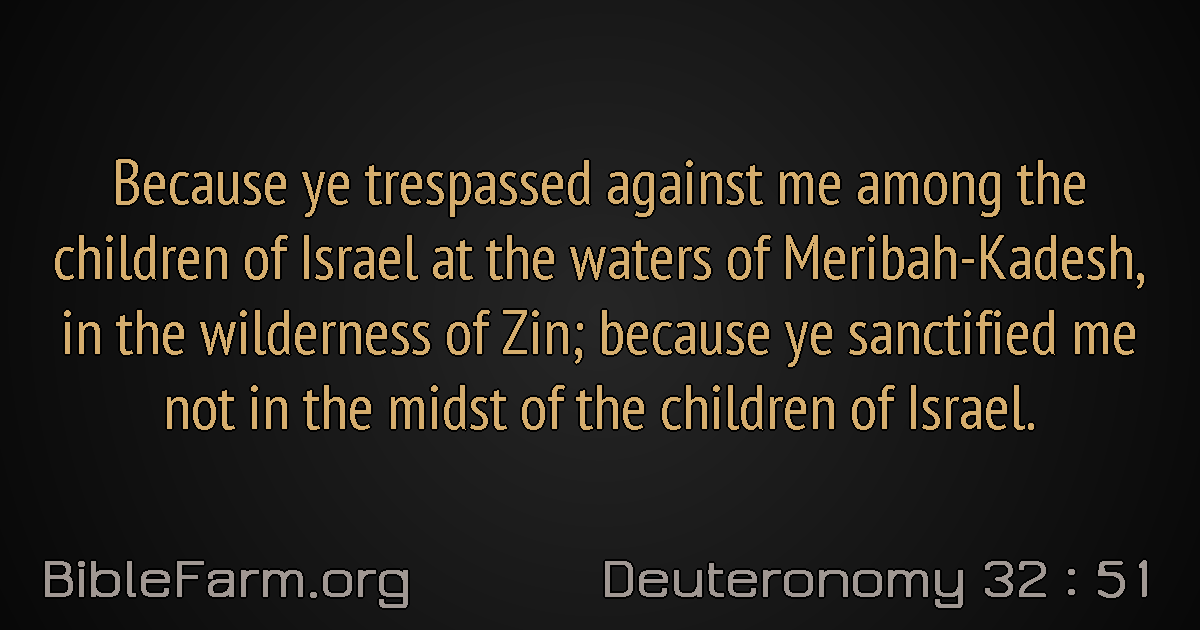 Because ye trespassed against me among the
children of Israel at the waters of Meribah-Kadesh,
in the wilderness of Zin; because ye sanctified me
not in the midst of the children of Israel.
BibleFarm.org
Deuteronomy 32 : 51